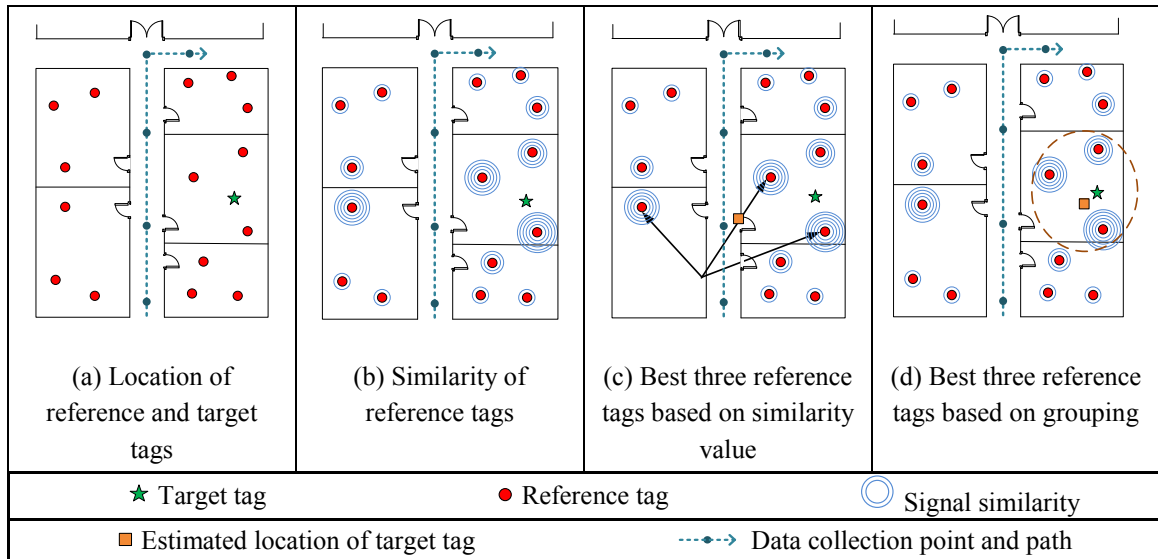 (a) Location of
reference and target
tags
(b) Similarity of
reference tags
(c) Best three reference
tags based on similarity
value
(d) Best three reference
tags based on grouping
Target tag
Reference tag
Signal similarity
Estimated location of target tag
Data collection point and path